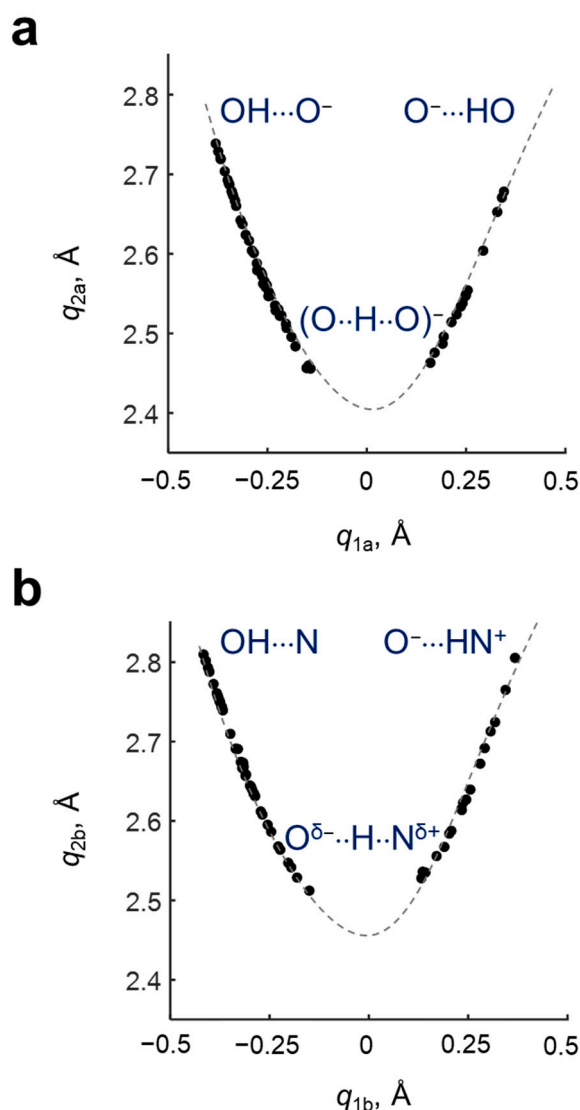 a
OH···O⁻ O⁻···HO
(O··H··O)⁻
q₂ₐ, Å
2.8
2.7
2.6
2.5
2.4
−0.5 −0.25 0 0.25 0.5
q₁ₐ, Å
b
OH···N O⁻···HN⁺
Oᵟ⁻··H··Nᵟ⁺
q2b, Å
2.8
2.7
2.6
2.5
2.4
−0.5 −0.25 0 0.25 0.5
q1b, Å